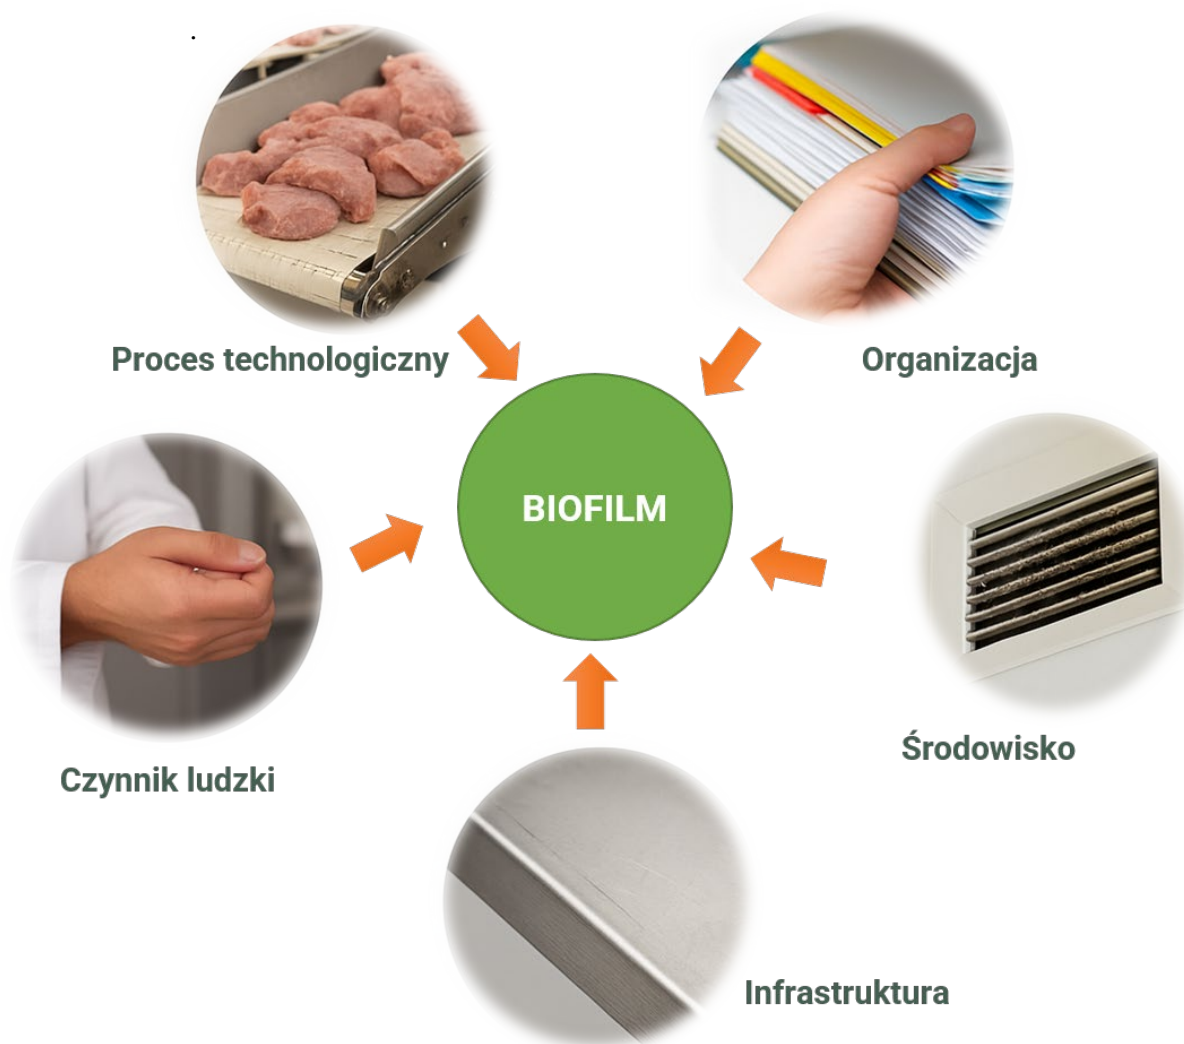 Proces technologiczny
Organizacja
BIOFILM
Czynnik ludzki
Środowisko
Infrastruktura